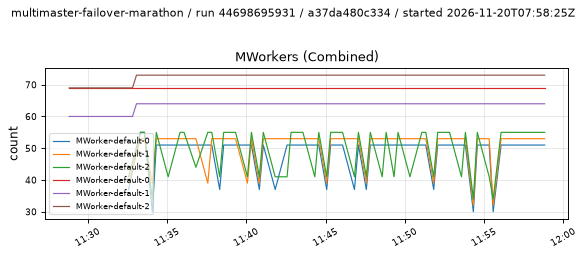 multimaster-failover-marathon / run 44698695931 / a37da480c334 / started 2026-11-20T07:58:25Z
MWorkers (Combined)
count
70
60
50
40
30
MWorker-default-0
MWorker-default-1
MWorker-default-2
MWorker-default-0
MWorker-default-1
MWorker-default-2
11:30
11:35
11:40
11:45
11:50
11:55
12:00